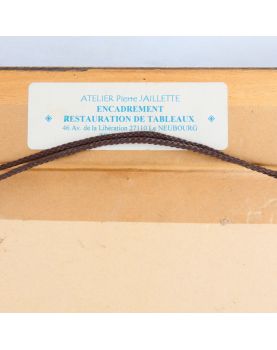 ATELIER Pierre JAILLETTE
ENCADREMENT
RESTAURATION DE TABLEAUX
46 Av. de la Libération 27110 Le NEUBOURG